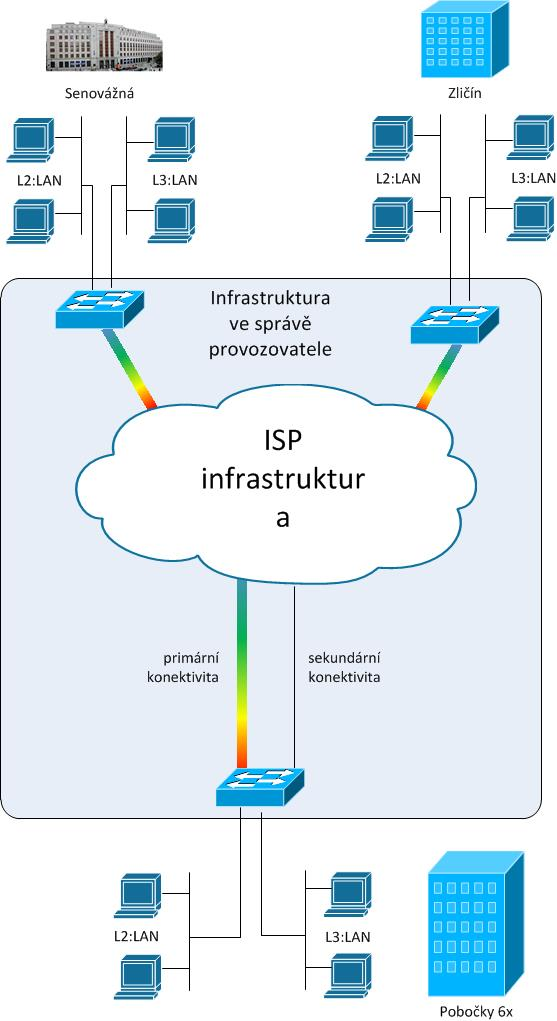 Senovážná
Zličín
L2:LAN
L3:LAN
L2:LAN
L3:LAN
Infrastruktura
ve správě
provozovatele
ISP
infrastruktur
a
primární
konektivita
sekundární
konektivita
L2:LAN
L3:LAN
Pobočky 6x